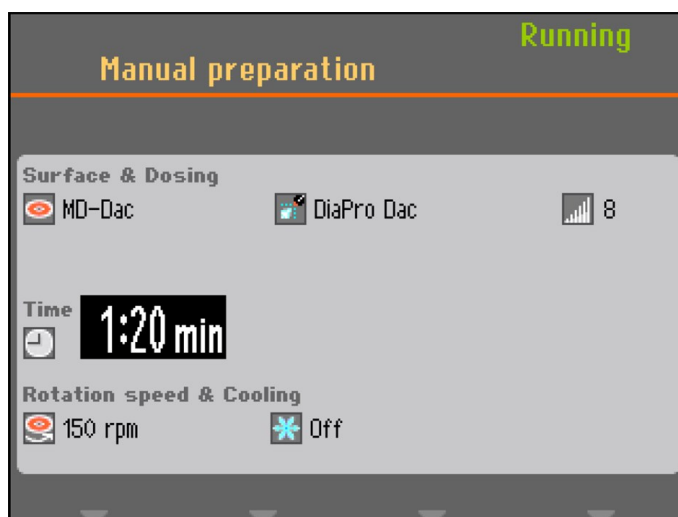 Running
Manual preparation
Surface & Dosing
MD-Dac DiaPro Dac 8
Time
1:20 min
Rotation speed & Cooling
150 rpm Off